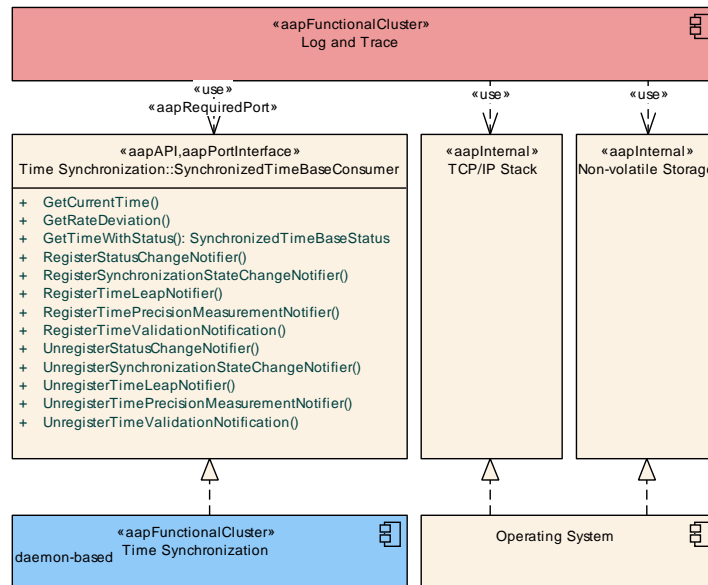 «aapFunctionalCluster»
Log and Trace
«use»
«aapRequiredPort»
«use»
«use»
«aapAPI,aapPortInterface»
Time Synchronization::SynchronizedTimeBaseConsumer
+ GetCurrentTime()
+ GetRateDeviation()
+ GetTimeWithStatus(): SynchronizedTimeBaseStatus
+ RegisterStatusChangeNotifier()
+ RegisterSynchronizationStateChangeNotifier()
+ RegisterTimeLeapNotifier()
+ RegisterTimePrecisionMeasurementNotifier()
+ RegisterTimeValidationNotification()
+ UnregisterStatusChangeNotifier()
+ UnregisterSynchronizationStateChangeNotifier()
+ UnregisterTimeLeapNotifier()
+ UnregisterTimePrecisionMeasurementNotifier()
+ UnregisterTimeValidationNotification()
«aapInternal»
TCP/IP Stack
«aapInternal»
Non-volatile Storage
«aapFunctionalCluster»
Time Synchronization
daemon-based
Operating System